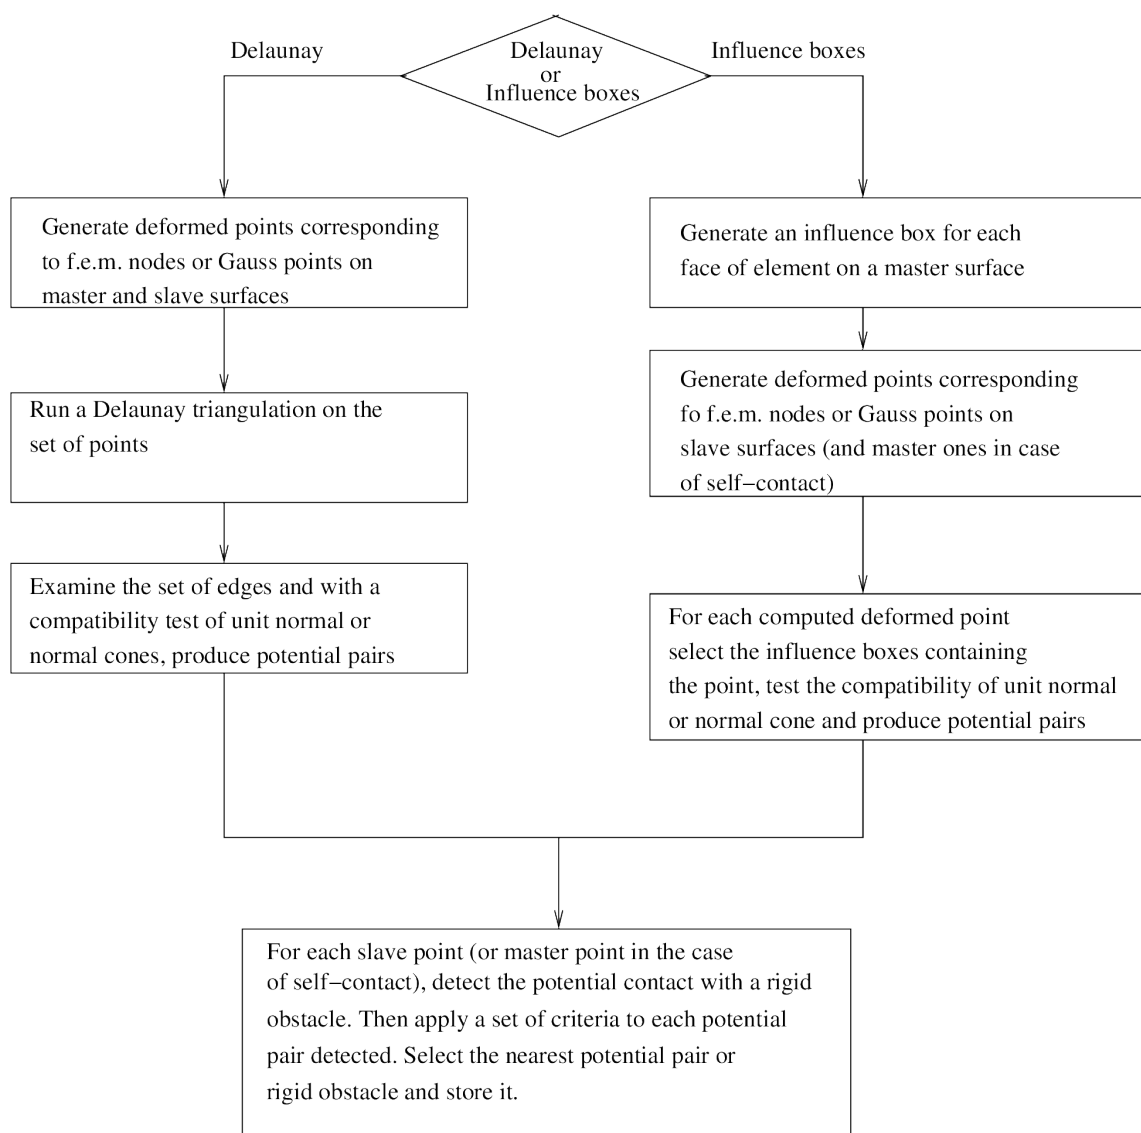 Delaunay
Delaunay
or
Influence boxes
Influence boxes
Generate deformed points corresponding
to f.e.m. nodes or Gauss points on
master and slave surfaces
Run a Delaunay triangulation on the
set of points
Examine the set of edges and with a
compatibility test of unit normal or
normal cones, produce potential pairs
Generate an influence box for each
face of element on a master surface
Generate deformed points corresponding
fo f.e.m. nodes or Gauss points on
slave surfaces (and master ones in case
of self−contact)
For each computed deformed point
select the influence boxes containing
the point, test the compatibility of unit normal
or normal cone and produce potential pairs
For each slave point (or master point in the case
of self−contact), detect the potential contact with a rigid
obstacle. Then apply a set of criteria to each potential
pair detected. Select the nearest potential pair or
rigid obstacle and store it.